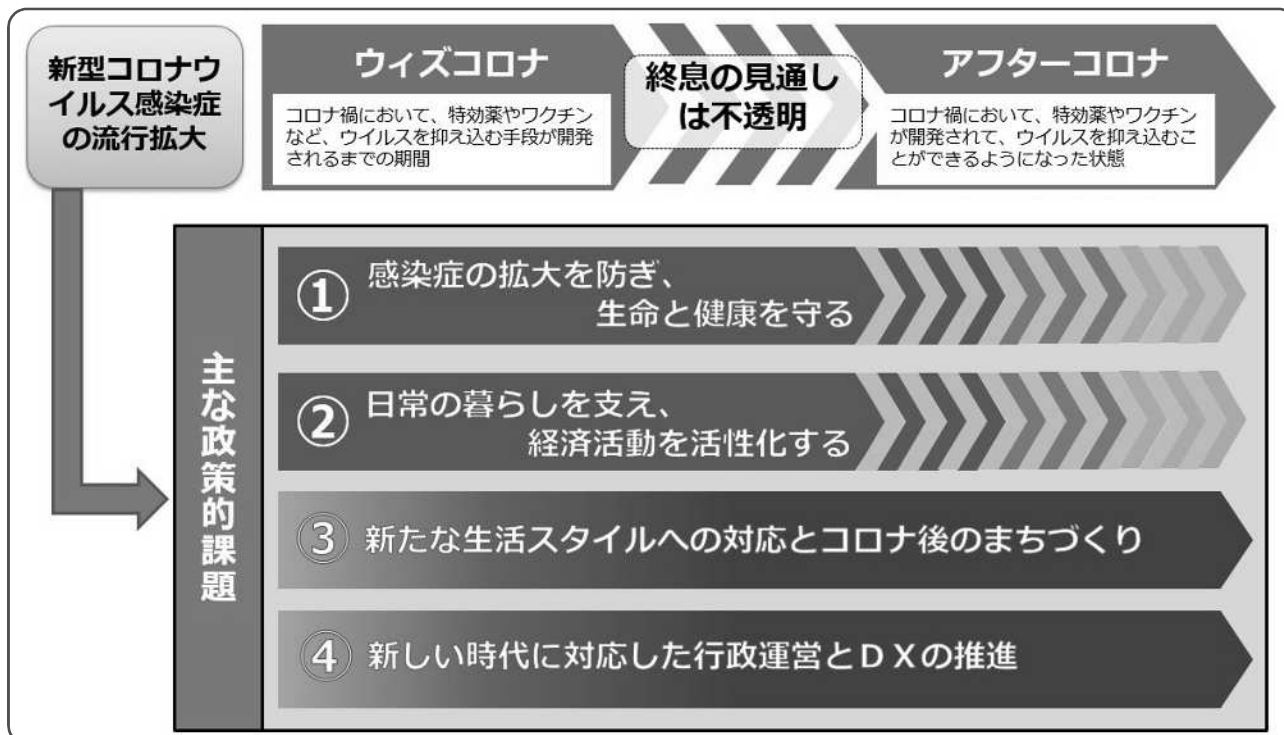 新型コロナウ
イルス感染症
の流行拡大
ウィズコロナ
コロナ禍において、特効薬やワクチン
など、ウイルスを抑え込む手段が開発
されるまでの期間
終息の見通し
は不透明
アフターコロナ
コロナ禍において、特効薬やワクチン
が開発されて、ウイルスを抑え込むこ
とができるようになった状態
主な政策的課題
① 感染症の拡大を防ぎ、
生命と健康を守る
② 日常の暮らしを支え、
経済活動を活性化する
③ 新たな生活スタイルへの対応とコロナ後のまちづくり
④ 新しい時代に対応した行政運営とＤＸの推進